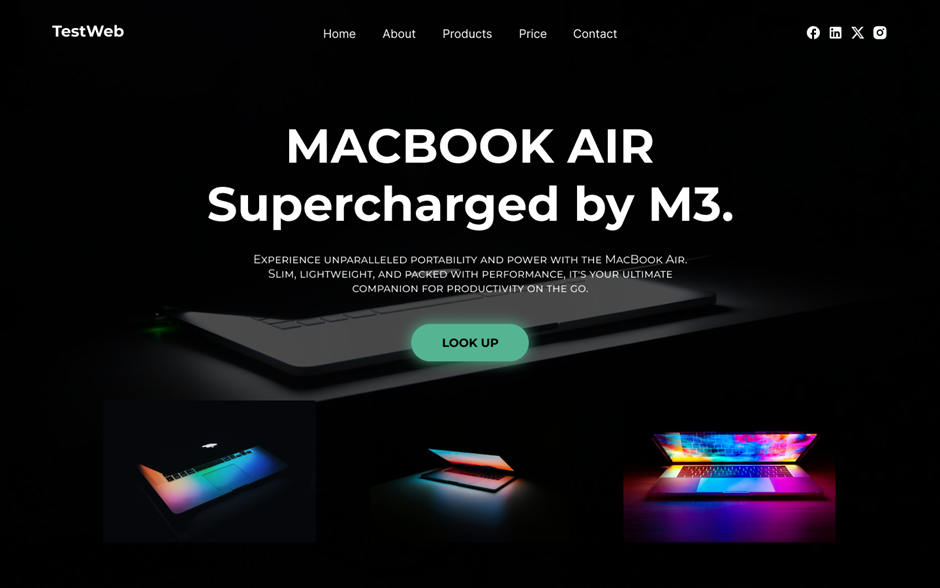 TestWeb
Home About Products Price Contact
MACBOOK AIR
Supercharged by M3.
Experience unparalleled portability and power with the MacBook Air.
Slim, lightweight, and packed with performance, it's your ultimate
companion for productivity on the go.
LOOK UP